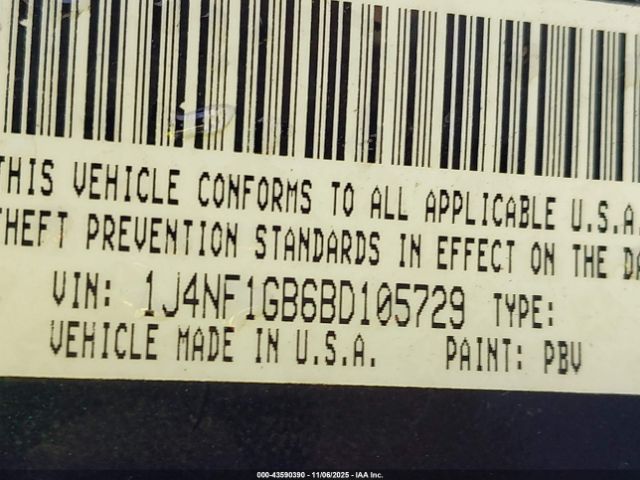 THIS VEHICLE CONFORMS TO ALL APPLICABLE U.S.A.
THEFT PREVENTION STANDARDS IN EFFECT ON THE DA
VIN: 1J4NF1GB6BD105729 TYPE:
VEHICLE MADE IN U.S.A. PAINT: PBV
000-43590390 - 11/06/2025 - IAA Inc.